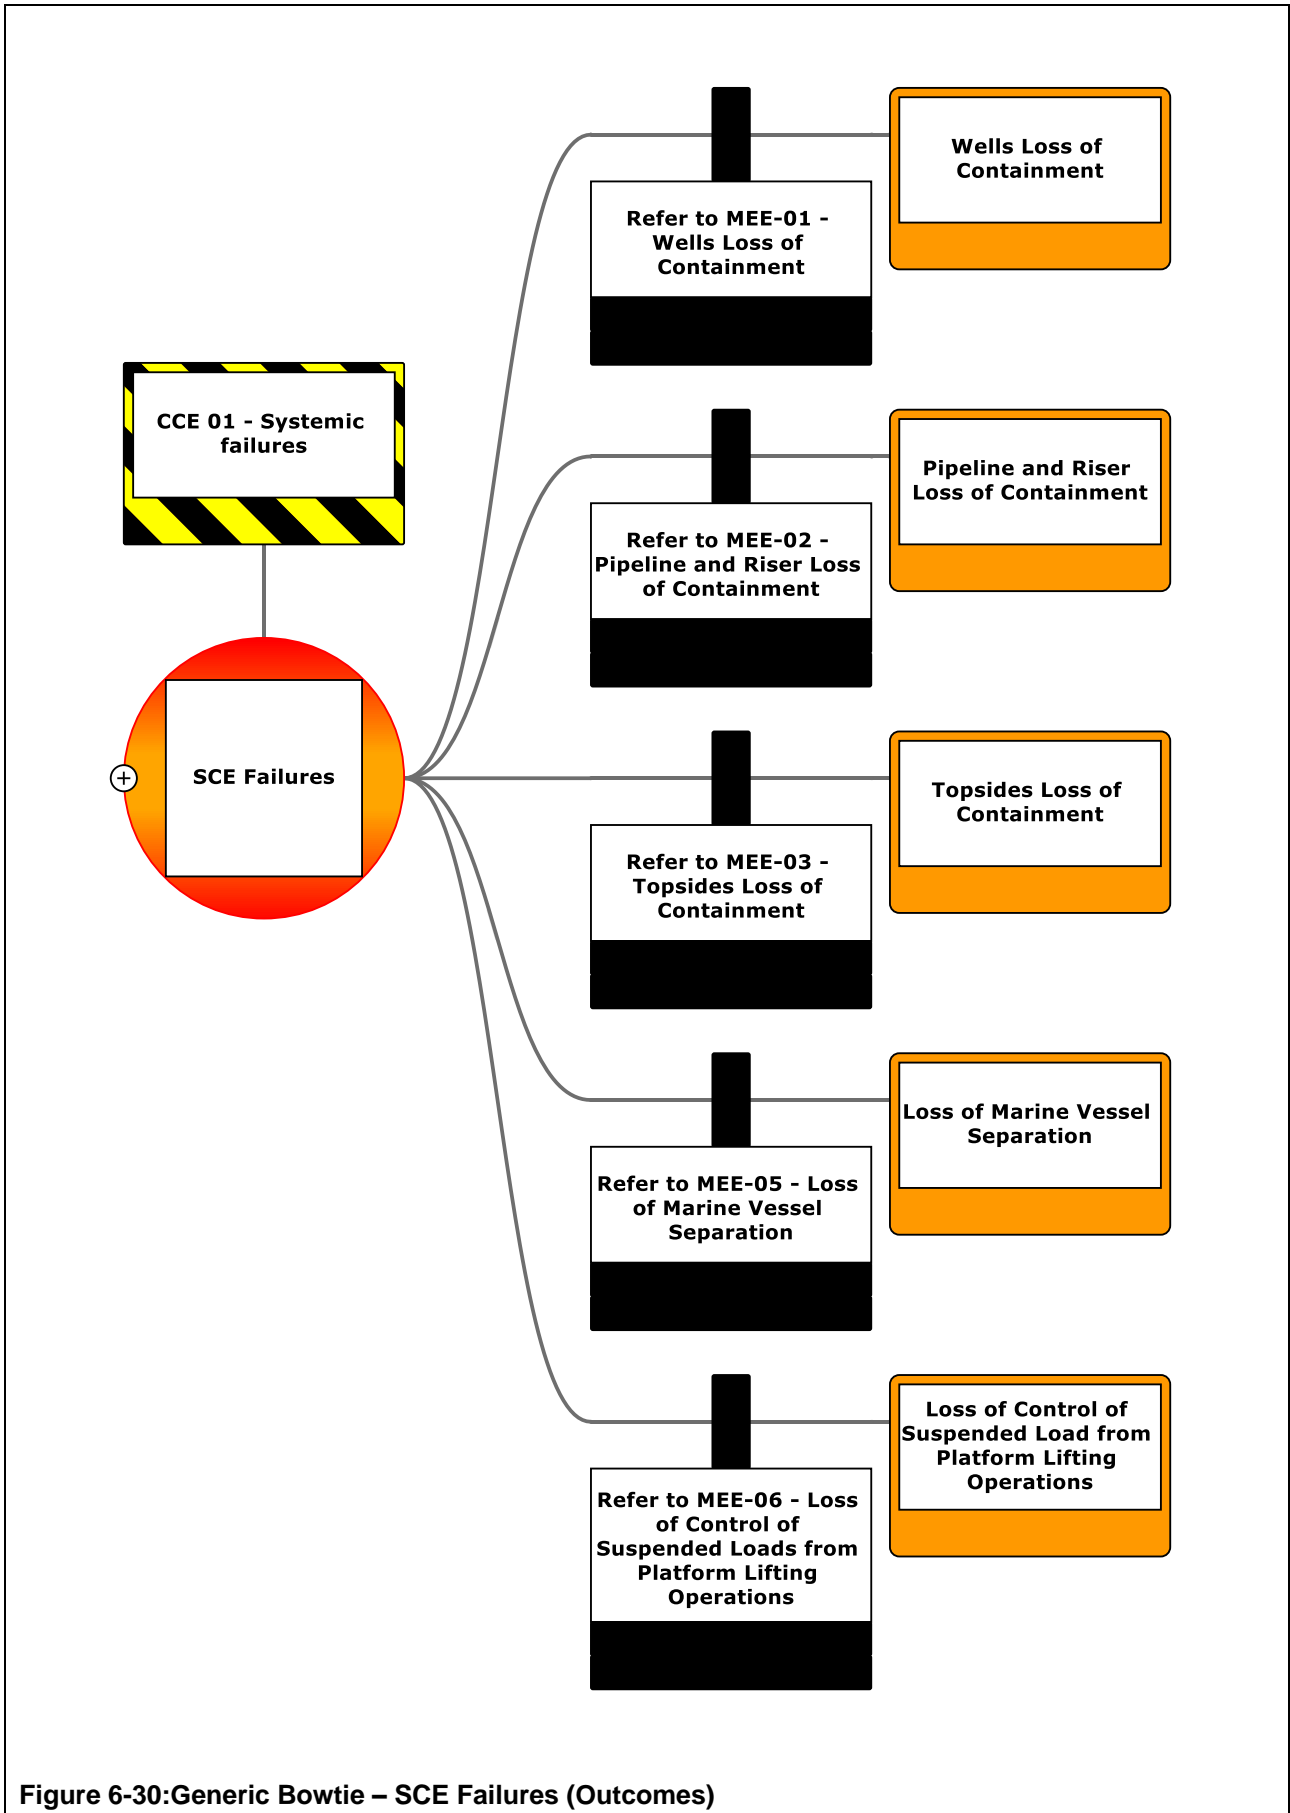 CCE 01 - Systemic
failures
SCE Failures
+
Refer to MEE-01 -
Wells Loss of
Containment
Wells Loss of
Containment
Refer to MEE-02 -
Pipeline and Riser Loss
of Containment
Pipeline and Riser
Loss of Containment
Refer to MEE-03 -
Topsides Loss of
Containment
Topsides Loss of
Containment
Refer to MEE-05 - Loss
of Marine Vessel
Separation
Loss of Marine Vessel
Separation
Refer to MEE-06 - Loss
of Control of
Suspended Loads from
Platform Lifting
Operations
Loss of Control of
Suspended Load from
Platform Lifting
Operations
Figure 6-30:Generic Bowtie – SCE Failures (Outcomes)